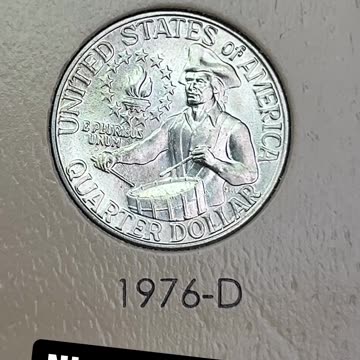 UNITED STATES OF AMERICA
E PLURIBUS
UNUM
QUARTER DOLLAR
1976-D